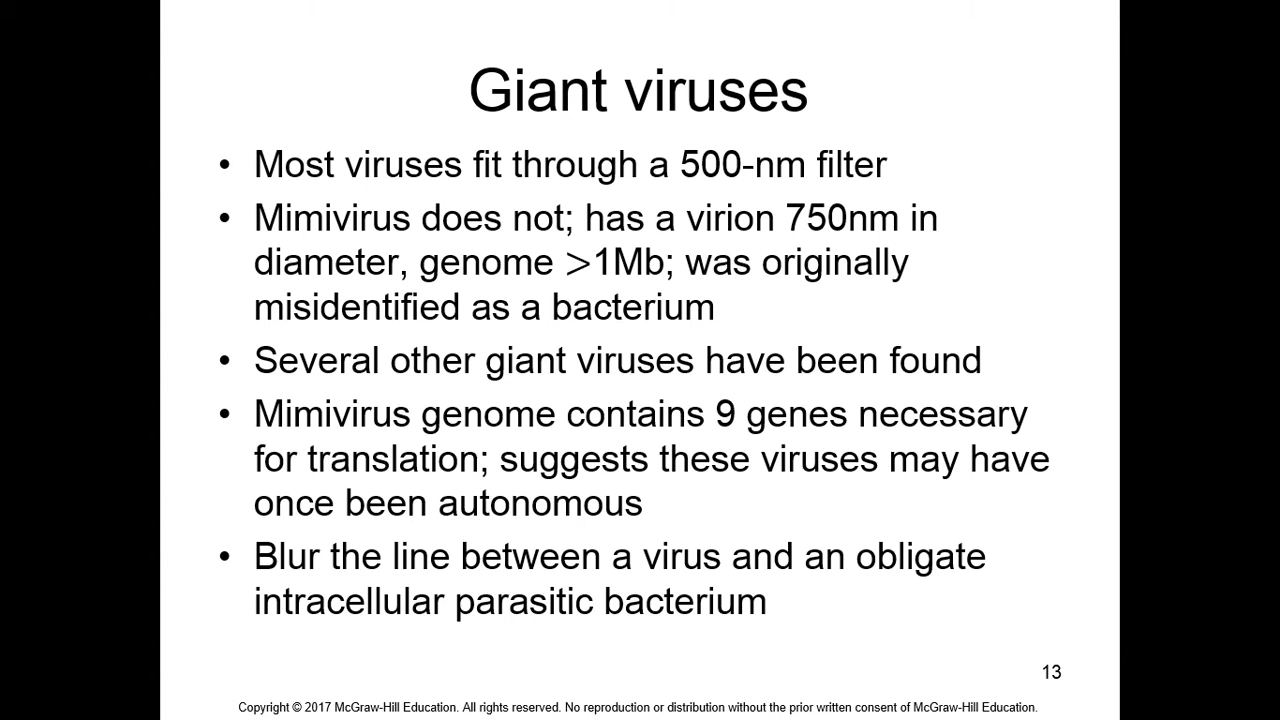 Giant viruses
• Most viruses fit through a 500-nm filter
• Mimivirus does not; has a virion 750nm in
diameter, genome >1Mb; was originally
misidentified as a bacterium
• Several other giant viruses have been found
• Mimivirus genome contains 9 genes necessary
for translation; suggests these viruses may have
once been autonomous
• Blur the line between a virus and an obligate
intracellular parasitic bacterium
13
Copyright © 2017 McGraw-Hill Education. All rights reserved. No reproduction or distribution without the prior written consent of McGraw-Hill Education.